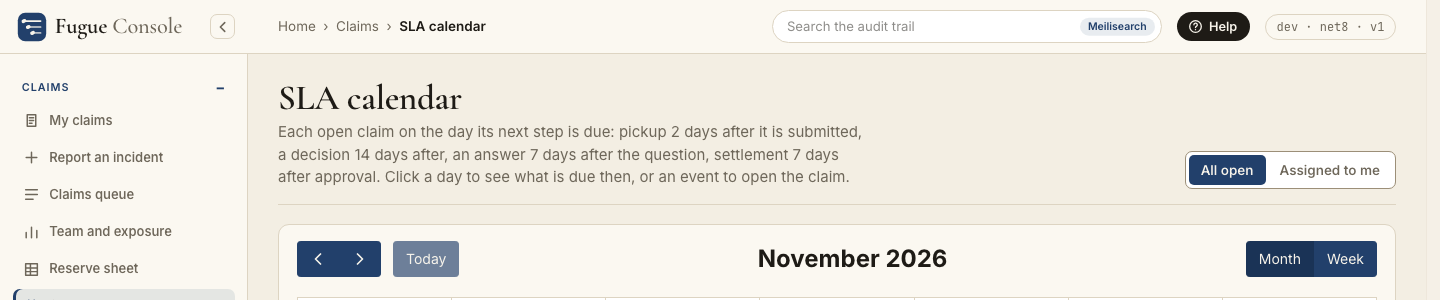 Fugue Console
Home › Claims › SLA calendar
Search the audit trail
Meilisearch
Help
dev · net8 · v1
CLAIMS
My claims
Report an incident
Claims queue
Team and exposure
Reserve sheet
SLA calendar
Each open claim on the day its next step is due: pickup 2 days after it is submitted,
a decision 14 days after, an answer 7 days after the question, settlement 7 days
after approval. Click a day to see what is due then, or an event to open the claim.
All open
Assigned to me
Today
November 2026
Month
Week